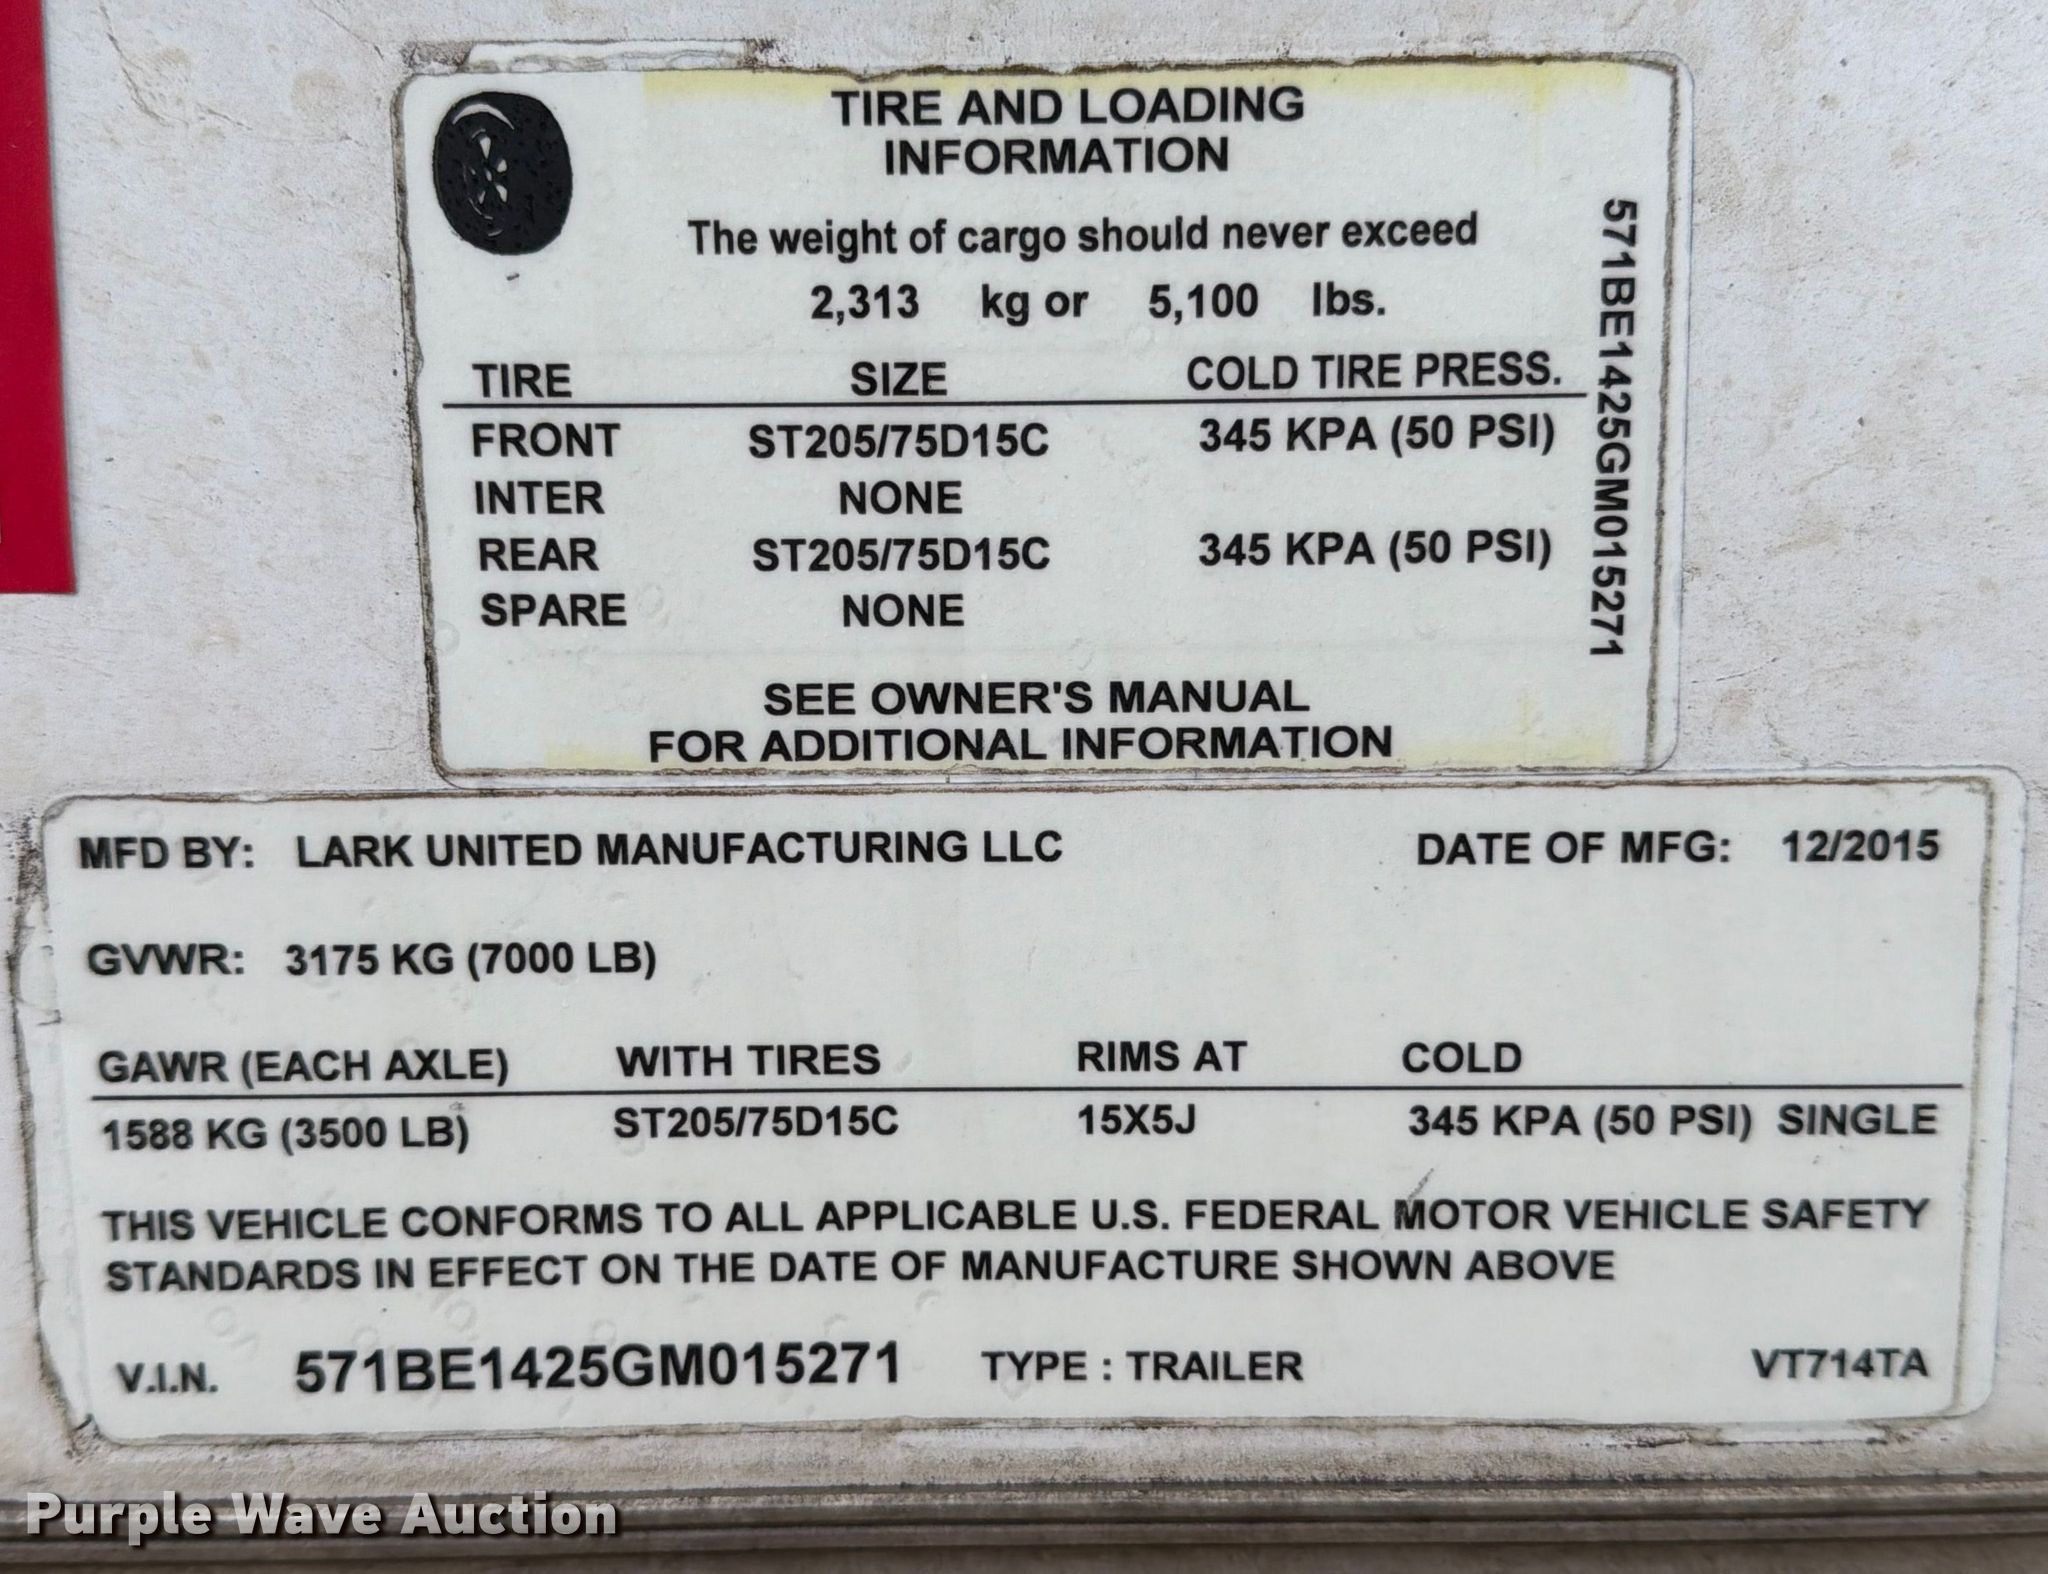 TIRE AND LOADING
INFORMATION
The weight of cargo should never exceed
2,313 kg or 5,100 lbs.
TIRE SIZE COLD TIRE PRESS.
FRONT ST205/75D15C 345 KPA (50 PSI)
INTER NONE
REAR ST205/75D15C 345 KPA (50 PSI)
SPARE NONE
SEE OWNER'S MANUAL
FOR ADDITIONAL INFORMATION
571BE1425GM015271
MFD BY: LARK UNITED MANUFACTURING LLC DATE OF MFG: 12/2015
GVWR: 3175 KG (7000 LB)
GAWR (EACH AXLE) WITH TIRES RIMS AT COLD
1588 KG (3500 LB) ST205/75D15C 15X5J 345 KPA (50 PSI) SINGLE
THIS VEHICLE CONFORMS TO ALL APPLICABLE U.S. FEDERAL MOTOR VEHICLE SAFETY
STANDARDS IN EFFECT ON THE DATE OF MANUFACTURE SHOWN ABOVE
V.I.N. 571BE1425GM015271 TYPE : TRAILER VT714TA
Purple Wave Auction